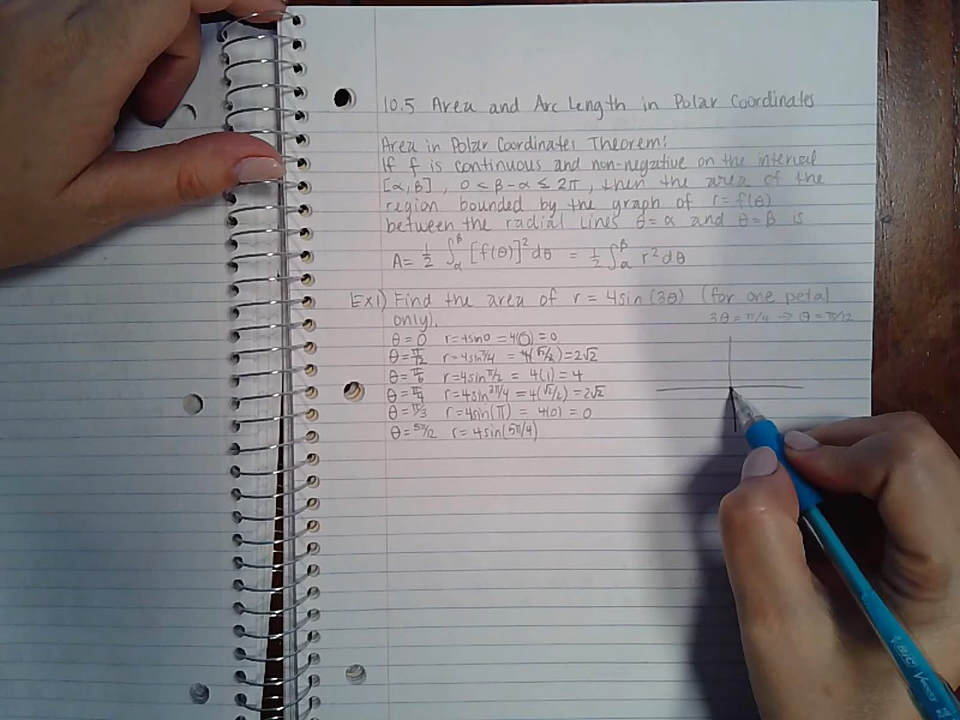 10.5 Area and Arc Length in Polar Coordinates
Area in Polar Coordinates Theorem:
If f is continuous and non-negative on the interval
[α,β], 0 < β-α ≤ 2π, then the area of the
region bounded by the graph of r = f(θ)
between the radial lines θ=α and θ=β is
A = 1/2 ∫_α^β [f(θ)]² dθ = 1/2 ∫_α^β r² dθ
Ex1) Find the area of r = 4sin(3θ) (for one petal
only).
3θ = π/4 → θ = π/12
θ = 0 r=4sin0 = 4(0) = 0
θ = π/12 r=4sinπ/4 = 4(√2/2) = 2√2
θ = π/6 r=4sinπ/2 = 4(1) = 4
θ = π/4 r=4sin3π/4 = 4(√2/2) = 2√2
θ = π/3 r=4sin(π) = 4(0) = 0
θ = 5π/12 r = 4sin(5π/4)
BIC